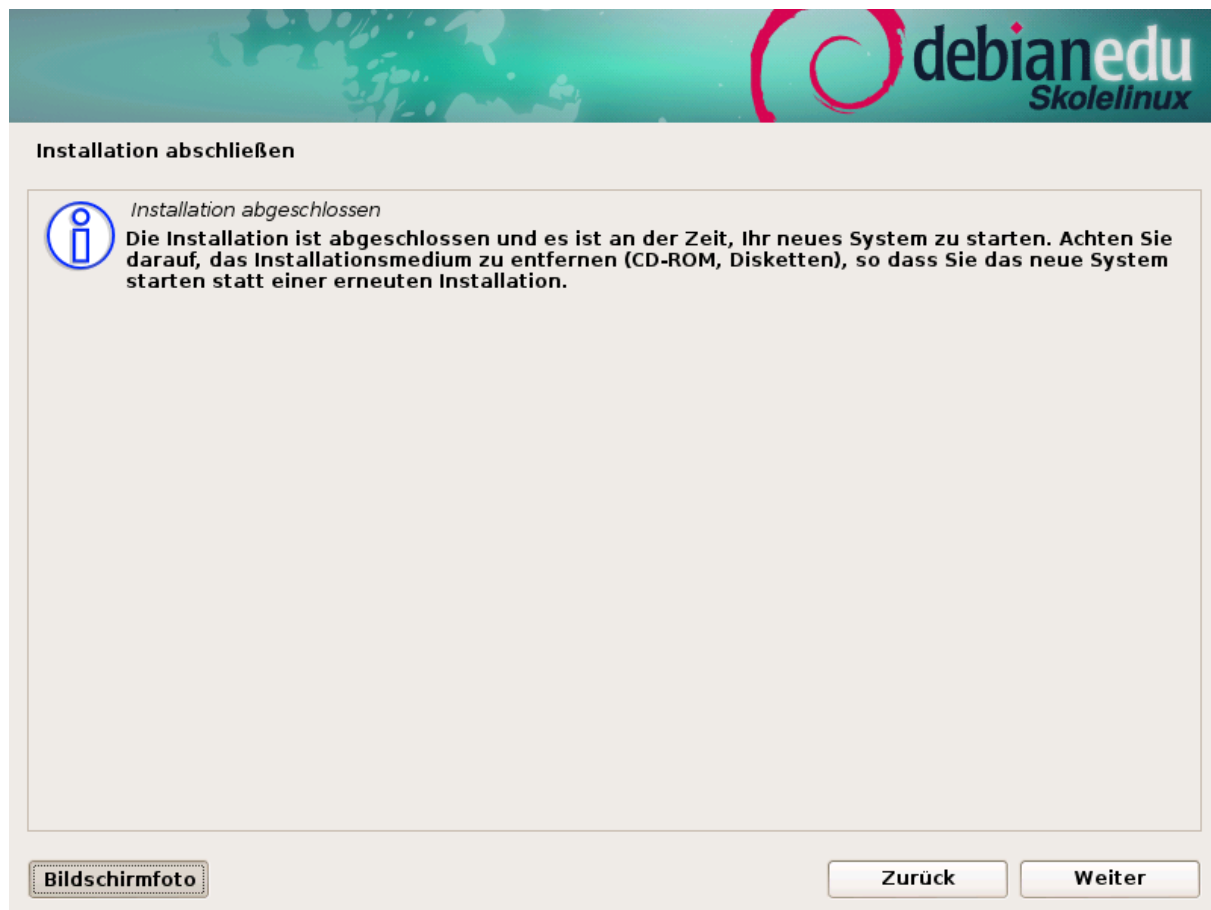 debianedu
Skolelinux
Installation abschließen
Installation abgeschlossen
Die Installation ist abgeschlossen und es ist an der Zeit, Ihr neues System zu starten. Achten Sie
darauf, das Installationsmedium zu entfernen (CD-ROM, Disketten), so dass Sie das neue System
starten statt einer erneuten Installation.
Bildschirmfoto
Zurück
Weiter